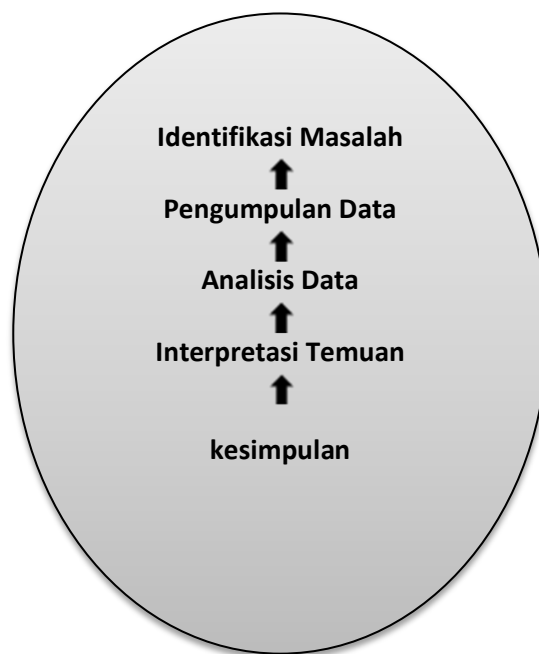 Identifikasi Masalah
Pengumpulan Data
Analisis Data
Interpretasi Temuan
kesimpulan